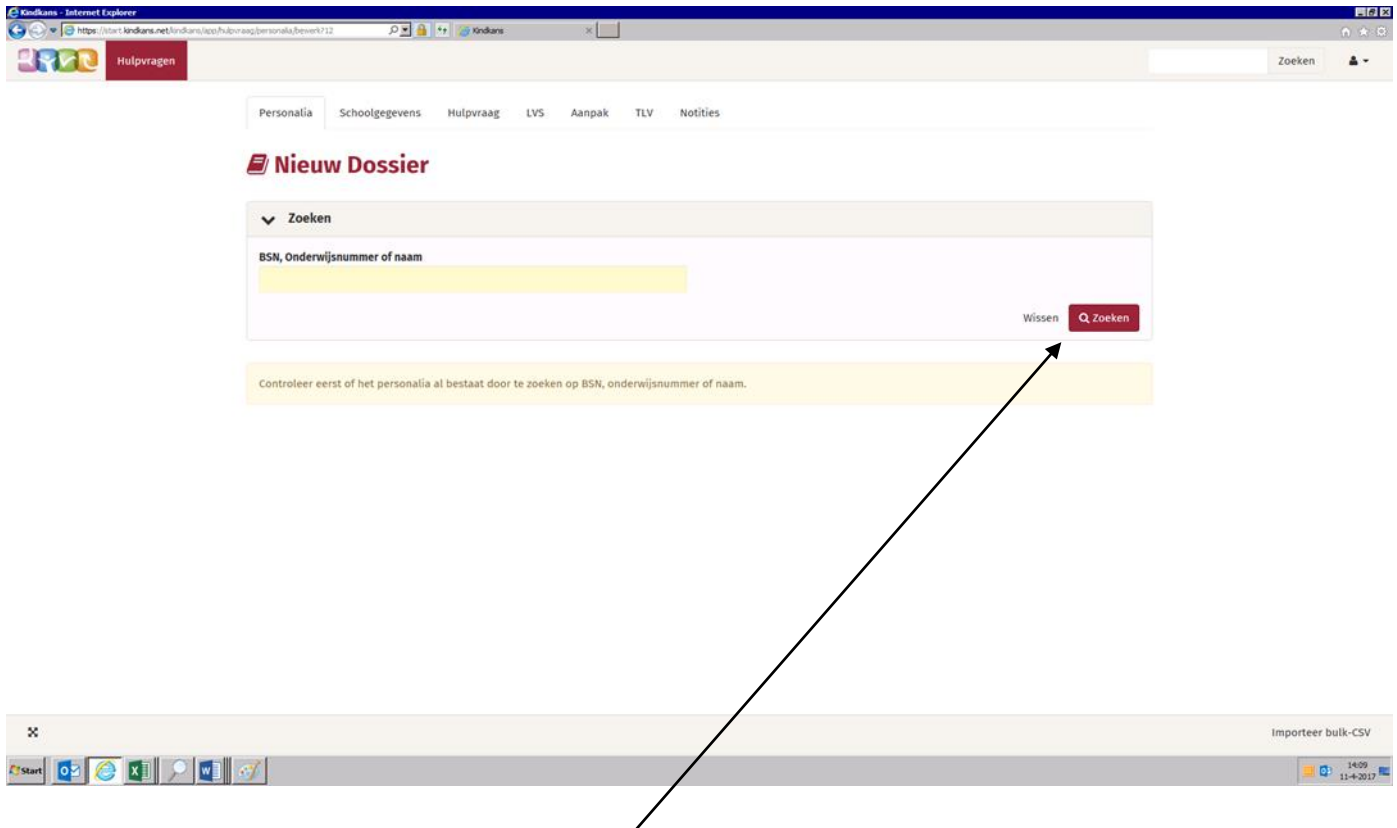 Kindkans - Internet Explorer
https://start.kindkans.net/kindkans/app/hulpvraag/personalia/bewerk?12
Kindkans
Hulpvragen
Zoeken
Personalia Schoolgegevens Hulpvraag LVS Aanpak TLV Notities
Nieuw Dossier
Zoeken
BSN, Onderwijsnummer of naam
Wissen Zoeken
Controleer eerst of het personalia al bestaat door te zoeken op BSN, onderwijsnummer of naam.
Importeer bulk-CSV
Start
14:09
11-4-2017